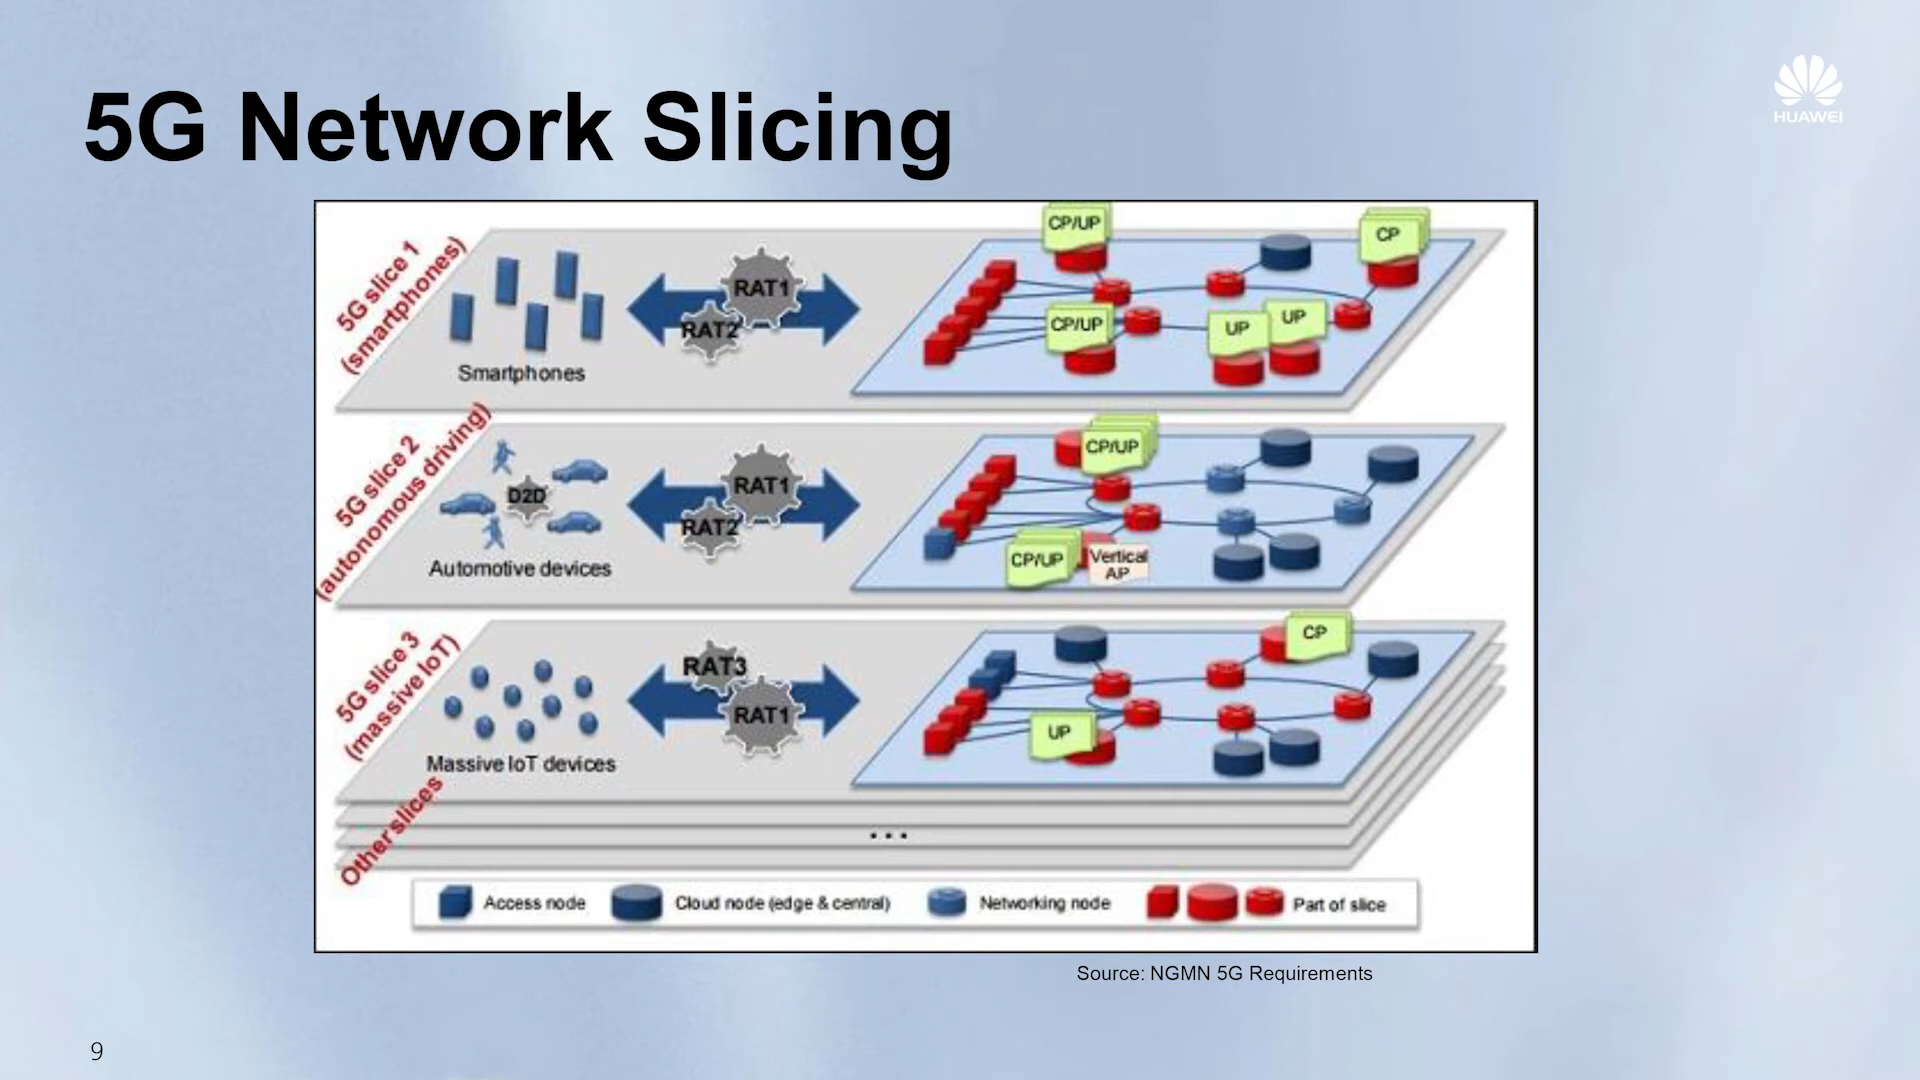 5G Network Slicing
HUAWEI
5G slice 1
(smartphones)
Smartphones
RAT1
RAT2
CP/UP
CP/UP
UP
UP
CP
5G slice 2
(autonomous driving)
D2D
Automotive devices
RAT1
RAT2
CP/UP
CP/UP
Vertical
AP
5G slice 3
(massive IoT)
Massive IoT devices
RAT3
RAT1
UP
CP
Other slices
...
Access node
Cloud node (edge & central)
Networking node
Part of slice
Source: NGMN 5G Requirements
9